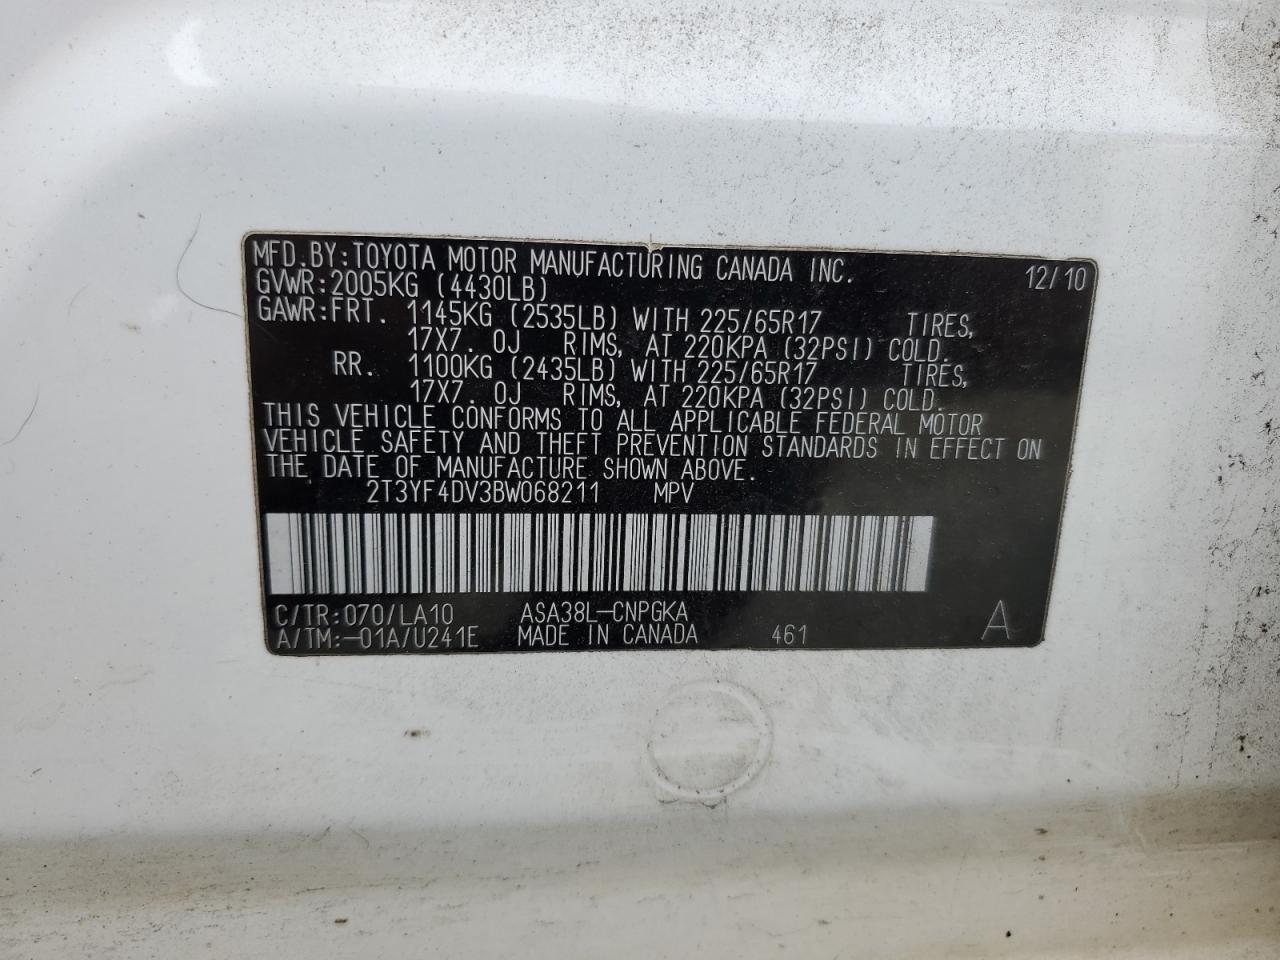 MFD.BY:TOYOTA MOTOR MANUFACTURING CANADA INC. 12/10
GVWR:2005KG (4430LB)
GAWR:FRT. 1145KG (2535LB) WITH 225/65R17 TIRES,
17X7. 0J RIMS, AT 220KPA (32PSI) COLD.
RR. 1100KG (2435LB) WITH 225/65R17 TIRES,
17X7. 0J RIMS, AT 220KPA (32PSI) COLD.
THIS VEHICLE CONFORMS TO ALL APPLICABLE FEDERAL MOTOR
VEHICLE SAFETY AND THEFT PREVENTION STANDARDS IN EFFECT ON
THE DATE OF MANUFACTURE SHOWN ABOVE.
2T3YF4DV3BW068211 MPV
C/TR:070/LA10 ASA38L-CNPGKA
A/TM:-01A/U241E MADE IN CANADA 461 A